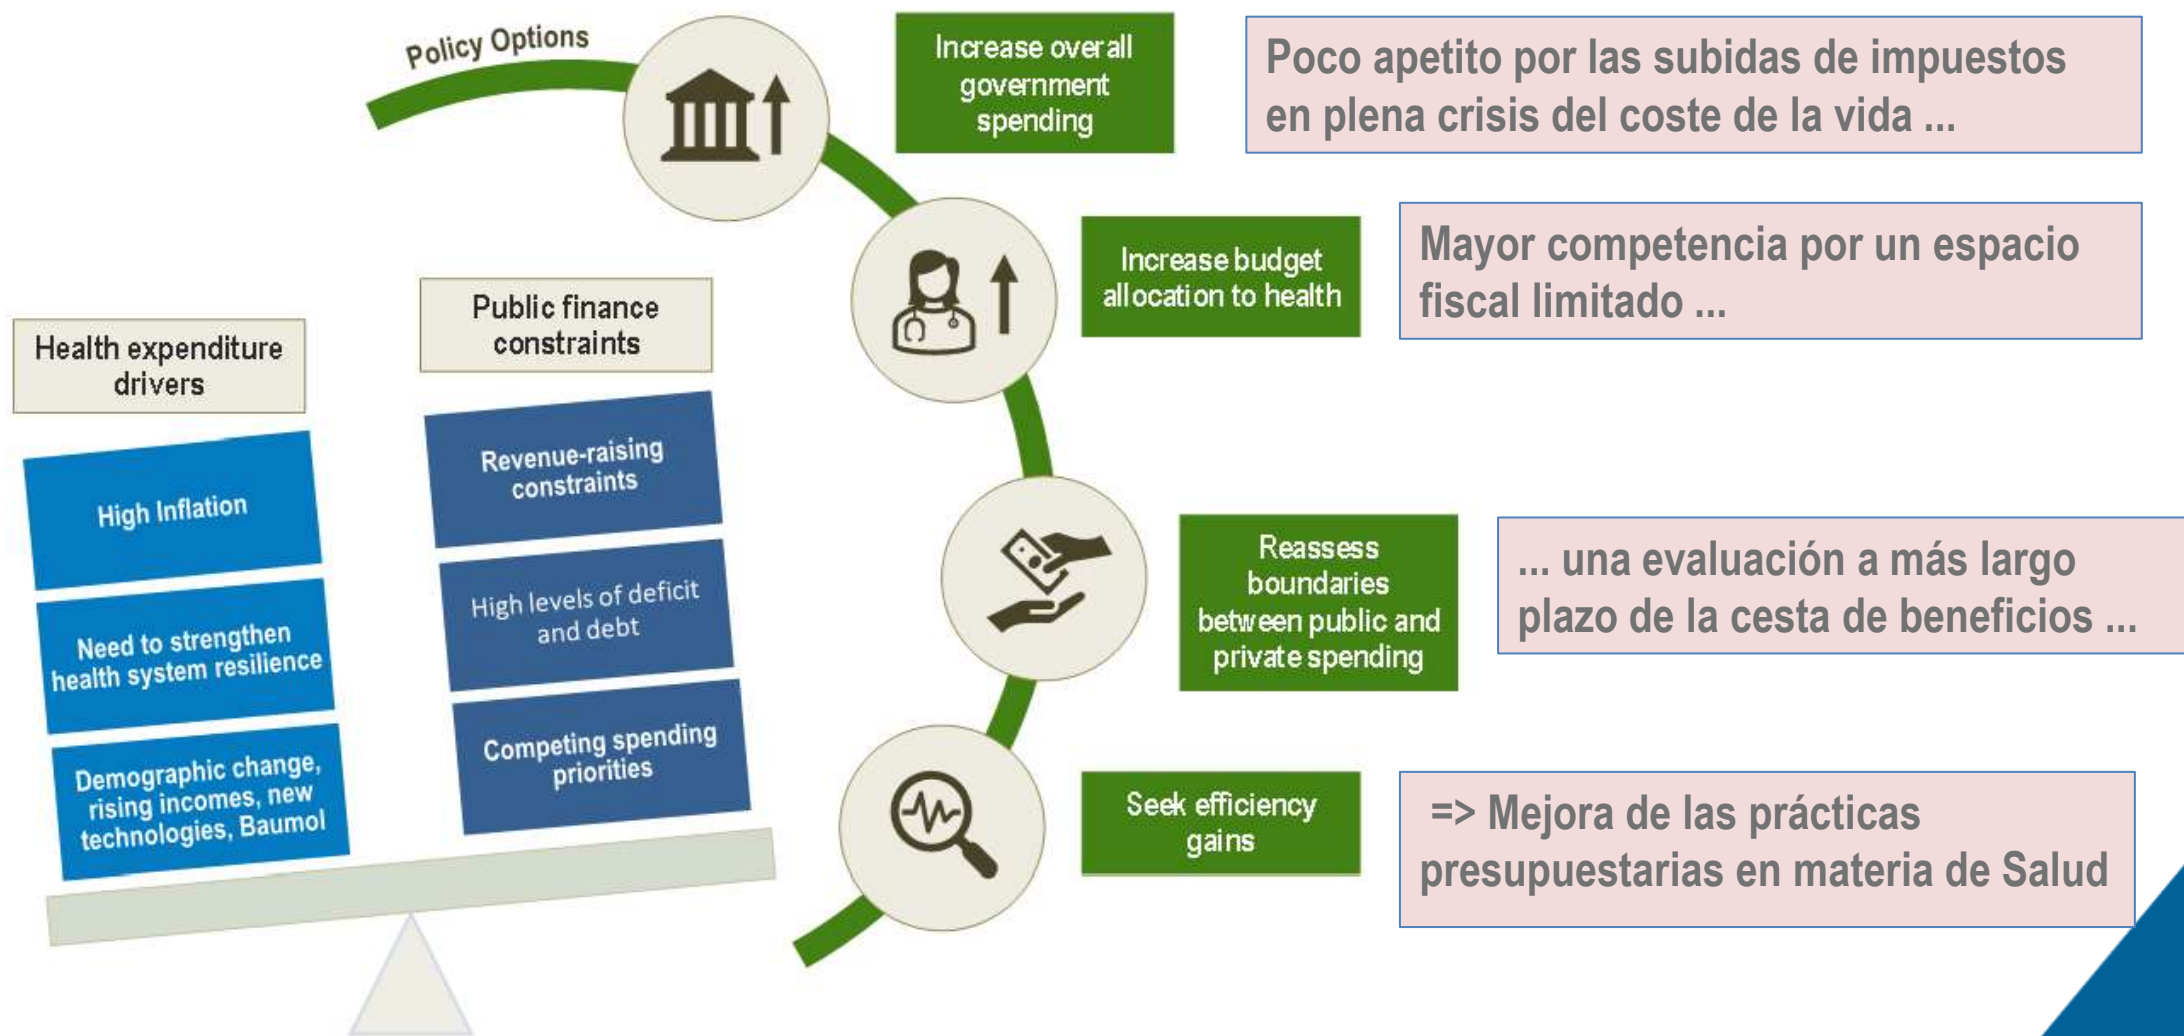 Policy Options
Increase overall
government
spending
Poco apetito por las subidas de impuestos
en plena crisis del coste de la vida ...
Increase budget
allocation to health
Mayor competencia por un espacio
fiscal limitado ...
Reassess
boundaries
between public and
private spending
... una evaluación a más largo
plazo de la cesta de beneficios ...
Seek efficiency
gains
=> Mejora de las prácticas
presupuestarias en materia de Salud
Health expenditure
drivers
High Inflation
Need to strengthen
health system resilience
Demographic change,
rising incomes, new
technologies, Baumol
Public finance
constraints
Revenue-raising
constraints
High levels of deficit
and debt
Competing spending
priorities